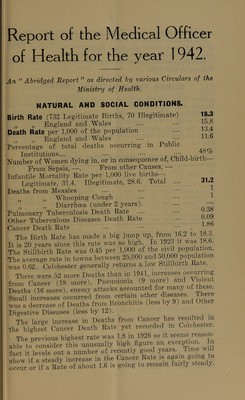 Report of the Medical Officer
of Health for the year 1942.
An "Abridged Report" as directed by various Circulars of the
Ministry of Health.
NATURAL AND SOCIAL CONDITIONS.
Birth Rate (732 Legitimate Births, 70 Illegitimate) 18.3
England and Wales 15.8
Death Rate per 1,000 of the population 13.4
" " England and Wales 11.6
Percentage of total deaths occurring in Public
Institutions 48%
Number of Women dying in, or in consequence of, Child-birth—
From Sepsis, —. From other Causes, —
Infantile Mortality Rate per 1,000 live births—
Legitimate, 31.4. Illegitimate, 28.6. Total 31.2
Deaths from Measles 1
" " Whooping Cough 1
" " Diarrhœa (under 2 years) —
Pulmonary Tuberculosis Death Rate 0.38
Other Tuberculous Diseases Death Rate 0.09
Cancer Death Rate 1.86
The Birth Rate has made a big jump up, from 16.2 to 18.3.
It is 20 years since this rate was so high. In 1923 it was 18.6.
The Stillbirth Rate was 0.45 per 1,000 of the civil population.
The average rate in towns between 25,000 and 50,000 population
was 0.62. Colchester generally returns a low Stillbirth Rate.
There were 52 more Deaths than in 1941, increases occurring
from Cancer (18 more), Pneumonia (9 more) and Violent
Deaths (16 more), enemy attacks accounted for many of these.
Small increases occurred from certain other diseases. There
was a decrease of Deaths from Bronchitis (less by 9) and Other
Digestive Diseases (less by 12).
The large increase in Deaths from Cancer has resulted in
the highest Cancer Death Rate yet recorded in Colchester.
The previous highest rate was 1.8 in 1926 so it seems reason-
able to consider this unusually high figure an exception. In
fact it levels out a number of recently good years. Time will
show if a steady increase in the Cancer Rate is again going to
occur or if a Rate of about 1.6 is going to remain fairly steady.